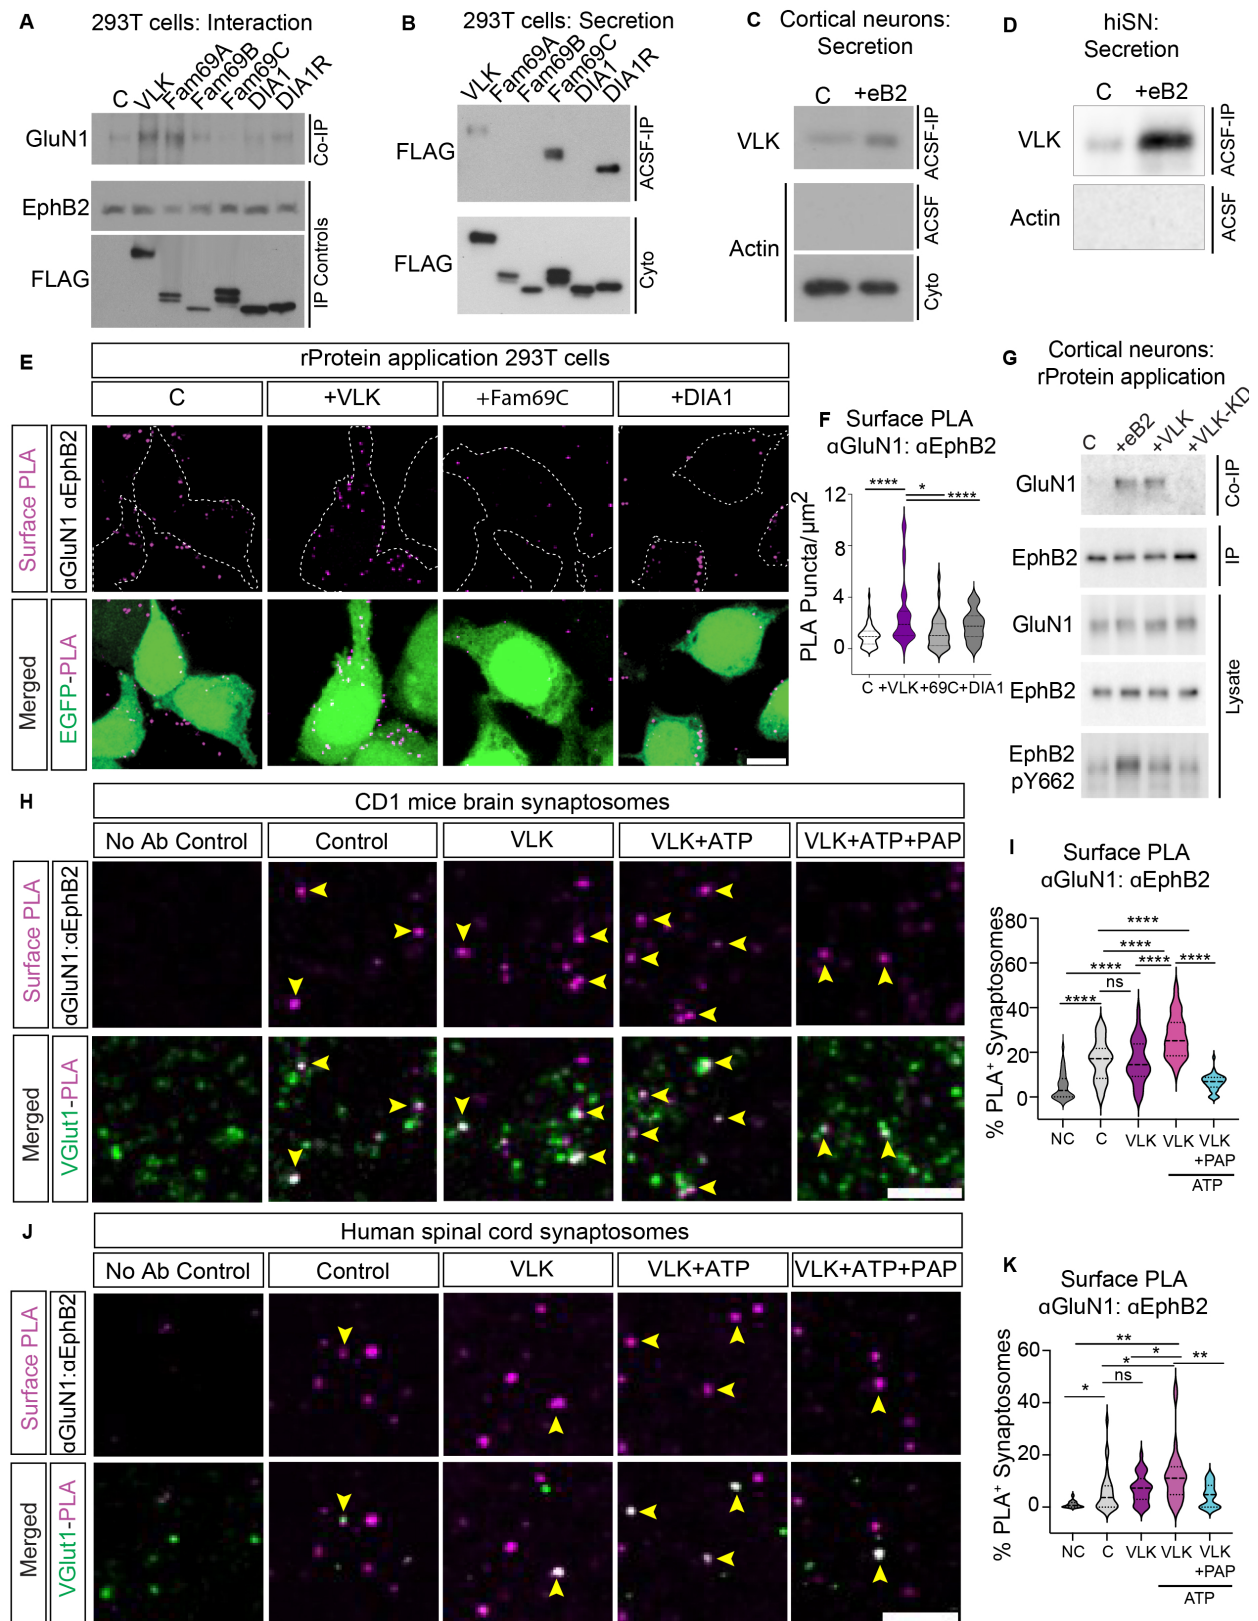 A
293T cells: Interaction
C
VLK
Fam69A
Fam69B
Fam69C
DIA1
DIA1R
GluN1
Co-IP
EphB2
FLAG
IP Controls
B
293T cells: Secretion
VLK
Fam69A
Fam69B
Fam69C
DIA1
DIA1R
FLAG
ACSF-IP
FLAG
Cyto
C
Cortical neurons:
Secretion
C
+eB2
VLK
ACSF-IP
Actin
ACSF
Cyto
D
hiSN:
Secretion
C
+eB2
VLK
ACSF-IP
Actin
ACSF
E
rProtein application 293T cells
C
+VLK
+Fam69C
+DIA1
Surface PLA
αGluN1 αEphB2
Merged
EGFP-PLA
F
Surface PLA
αGluN1: αEphB2
PLA Puncta/µm2
12
8
4
0
****
*
****
C
+VLK
+69C
+DIA1
G
Cortical neurons:
rProtein application
C
+eB2
+VLK
+VLK-KD
GluN1
Co-IP
EphB2
IP
GluN1
EphB2
EphB2
pY662
Lysate
H
CD1 mice brain synaptosomes
No Ab Control
Control
VLK
VLK+ATP
VLK+ATP+PAP
Surface PLA
αGluN1:αEphB2
Merged
VGlut1-PLA
I
Surface PLA
αGluN1: αEphB2
% PLA+ Synaptosomes
80
60
40
20
0
****
****
****
****
****
ns
****
NC
C
VLK
VLK
VLK
+PAP
ATP
J
Human spinal cord synaptosomes
No Ab Control
Control
VLK
VLK+ATP
VLK+ATP+PAP
Surface PLA
αGluN1:αEphB2
Merged
VGlut1-PLA
K
Surface PLA
αGluN1: αEphB2
% PLA+ Synaptosomes
60
40
20
0
**
*
**
*
ns
*
NC
C
VLK
VLK
VLK
+PAP
ATP